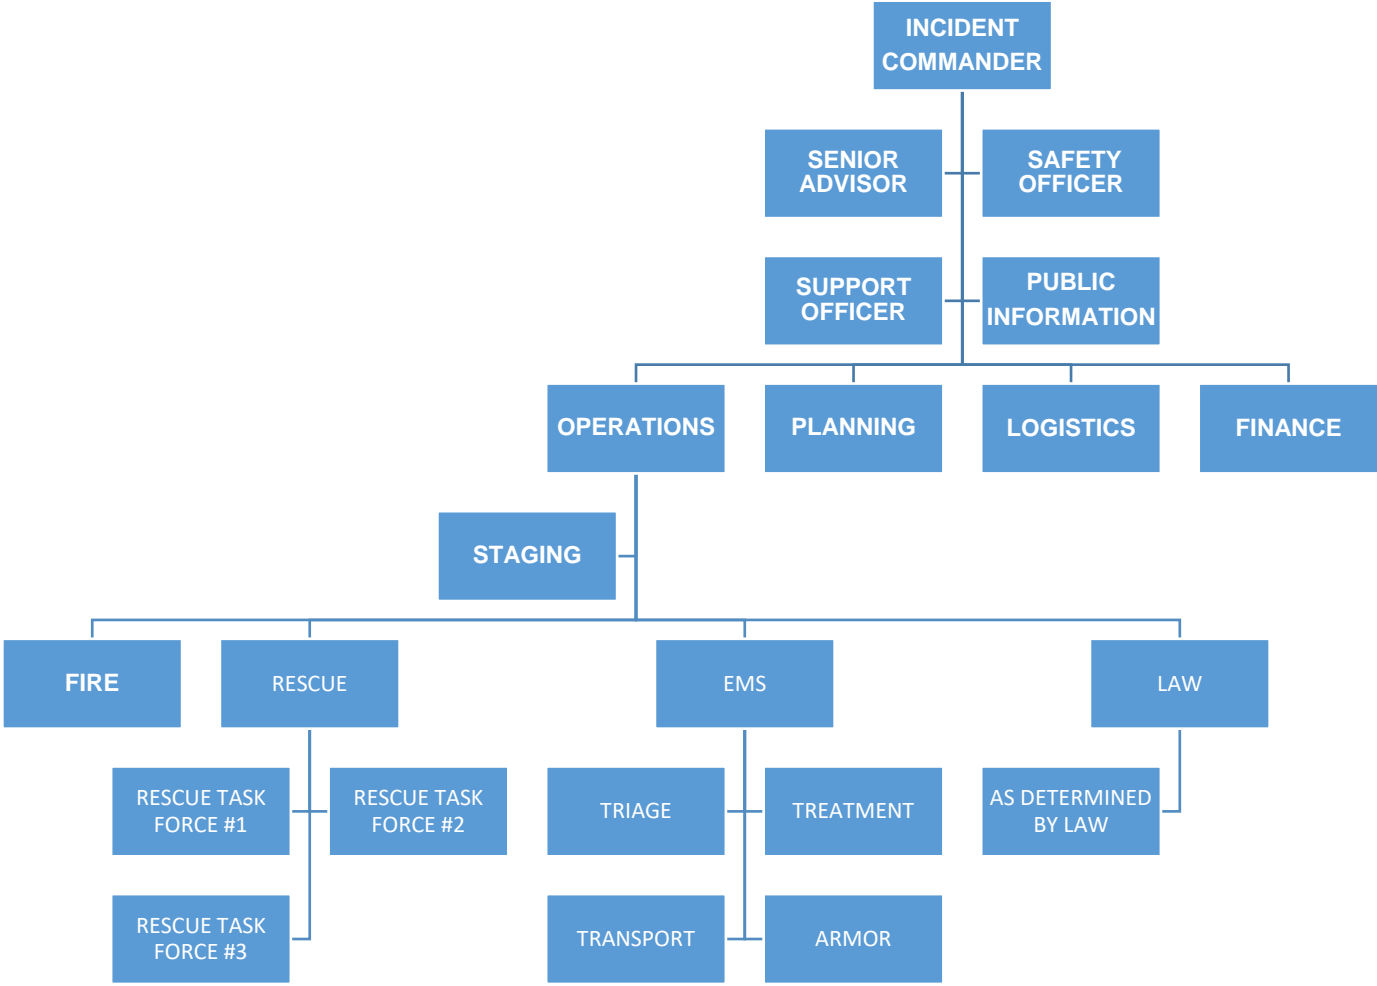 INCIDENT
COMMANDER
SENIOR
ADVISOR
SAFETY
OFFICER
SUPPORT
OFFICER
PUBLIC
INFORMATION
OPERATIONS
PLANNING
LOGISTICS
FINANCE
STAGING
FIRE
RESCUE
EMS
LAW
RESCUE TASK
FORCE #1
RESCUE TASK
FORCE #2
TRIAGE
TREATMENT
AS DETERMINED
BY LAW
RESCUE TASK
FORCE #3
TRANSPORT
ARMOR